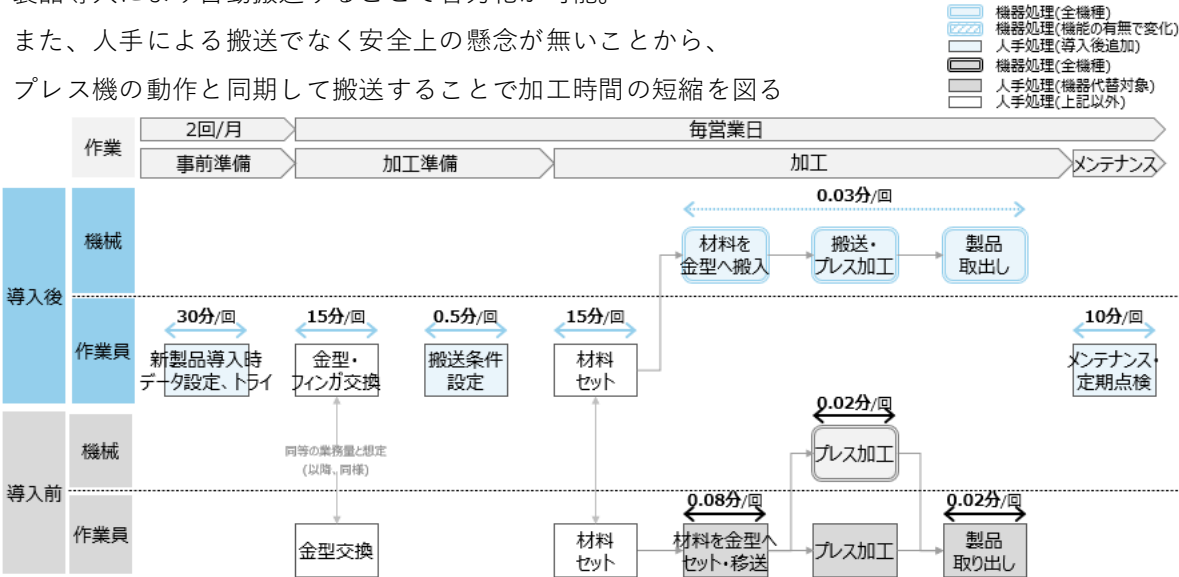 また、人手による搬送でなく安全上の懸念が無いことから、
プレス機の動作と同期して搬送することで加工時間の短縮を図る
機器処理(全機種)
機器処理(機能の有無で変化)
人手処理(導入後追加)
機器処理(全機種)
人手処理(機器代替対象)
人手処理(上記以外)
作業
2回/月
毎営業日
事前準備
加工準備
加工
メンテナンス
導入後
機械
0.03分/回
材料を
金型へ搬入
搬送・
プレス加工
製品
取出し
作業員
30分/回
新製品導入時
データ設定、トライ
15分/回
金型・
フィンガ交換
0.5分/回
搬送条件
設定
15分/回
材料
セット
10分/回
メンテナンス・
定期点検
導入前
機械
同等の業務量と想定
(以降、同様)
0.02分/回
プレス加工
作業員
金型交換
材料
セット
0.08分/回
材料を金型へ
セット・移送
プレス加工
0.02分/回
製品
取り出し